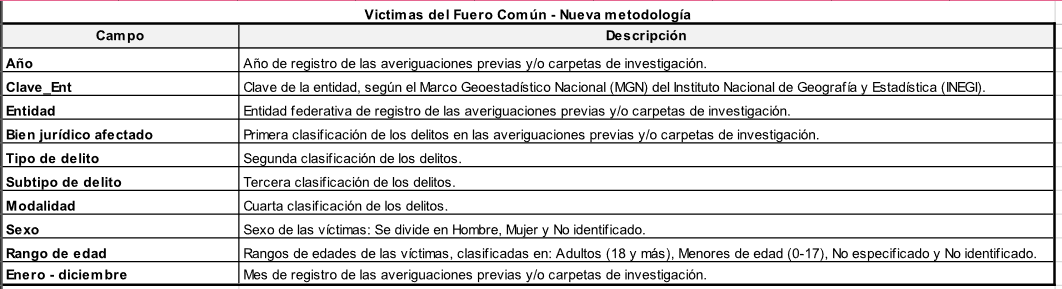 Victimas del Fuero Común - Nueva metodología
Campo Descripción
Año Año de registro de las averiguaciones previas y/o carpetas de investigación.
Clave_Ent Clave de la entidad, según el Marco Geoestadístico Nacional (MGN) del Instituto Nacional de Geografía y Estadística (INEGI).
Entidad Entidad federativa de registro de las averiguaciones previas y/o carpetas de investigación.
Bien jurídico afectado Primera clasificación de los delitos en las averiguaciones previas y/o carpetas de investigación.
Tipo de delito Segunda clasificación de los delitos.
Subtipo de delito Tercera clasificación de los delitos.
Modalidad Cuarta clasificación de los delitos.
Sexo Sexo de las víctimas: Se divide en Hombre, Mujer y No identificado.
Rango de edad Rangos de edades de las víctimas, clasificadas en: Adultos (18 y más), Menores de edad (0-17), No especificado y No identificado.
Enero - diciembre Mes de registro de las averiguaciones previas y/o carpetas de investigación.